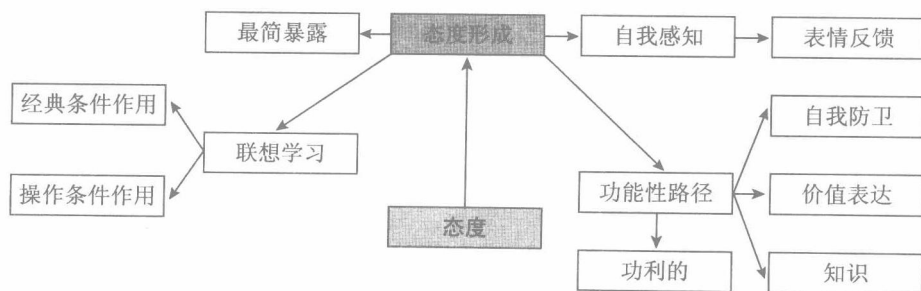 最简暴露
态度形成
自我感知
表情反馈
经典条件作用
联想学习
自我防卫
操作条件作用
功能性路径
价值表达
态度
功利的
知识